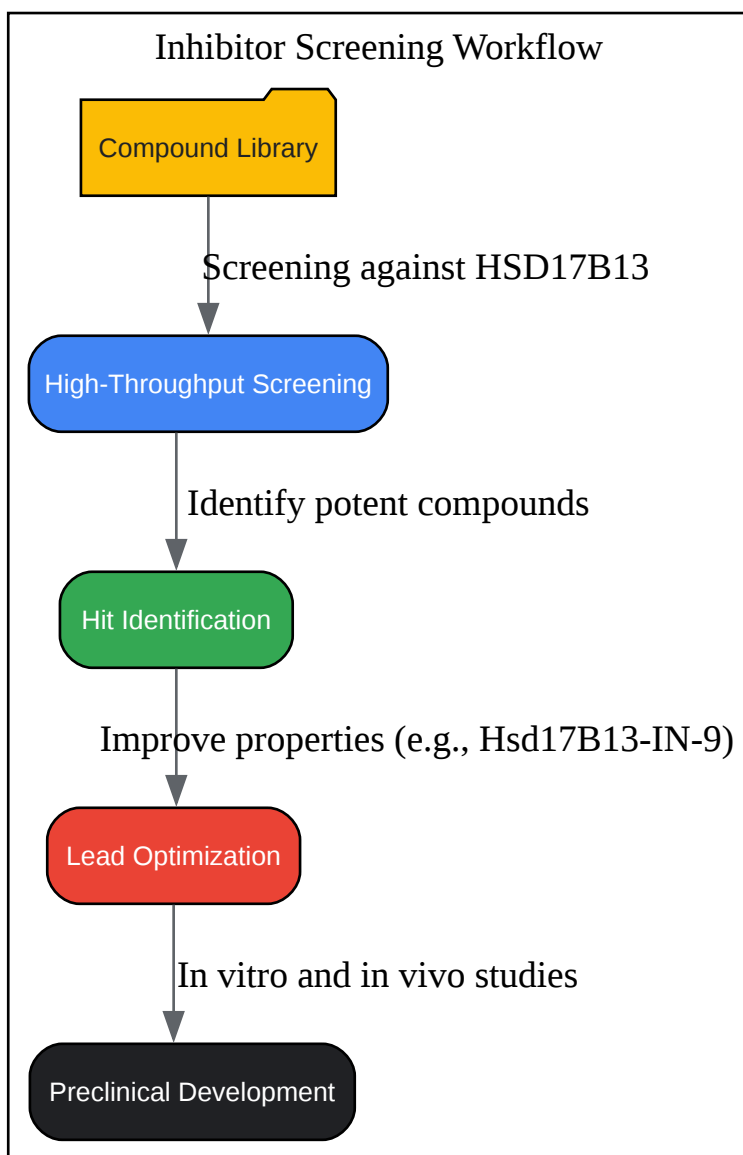 Inhibitor Screening Workflow
Compound Library
Screening against HSD17B13
High-Throughput Screening
Identify potent compounds
Hit Identification
Improve properties (e.g., Hsd17B13-IN-9)
Lead Optimization
In vitro and in vivo studies
Preclinical Development